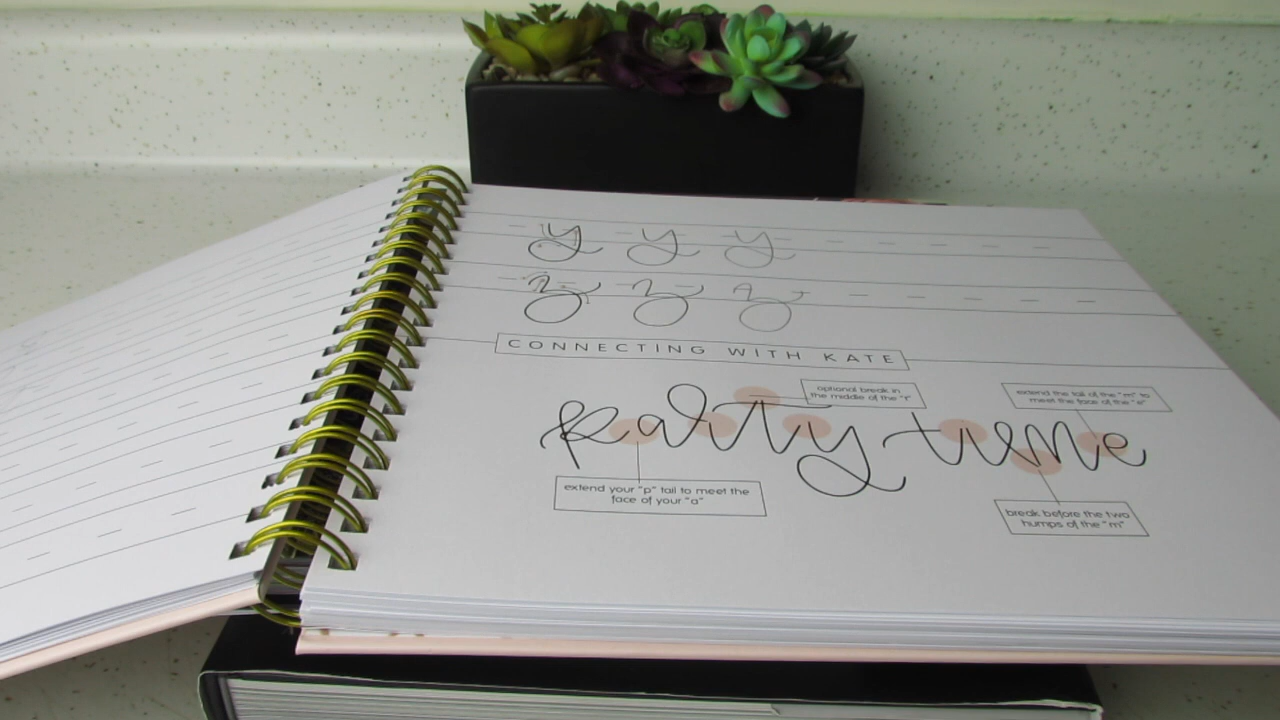 y y y
z z z
CONNECTING WITH KATE
optional break in
the middle of the "r"
extend the tail of the "m" to
meet the face of the "e"
party time
extend your "p" tail to meet the
face of your "a"
break before the two
humps of the "m"